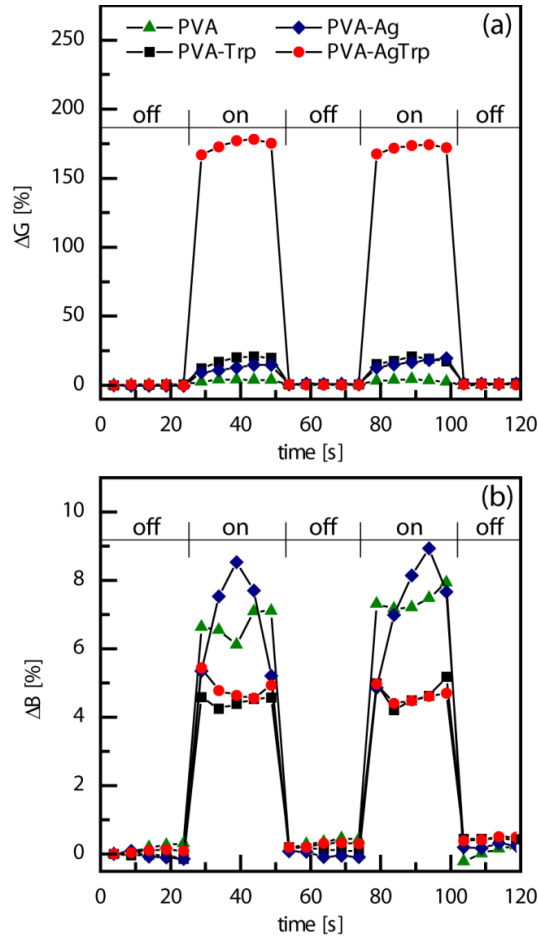 PVA PVA-Ag (a)
PVA-Trp PVA-AgTrp
off on off on off
250
200
150
100
50
25
0
ΔG [%]
0 20 40 60 80 100 120
time [s]
(b)
off on off on off
10
8
6
4
2
0
ΔB [%]
0 20 40 60 80 100 120
time [s]